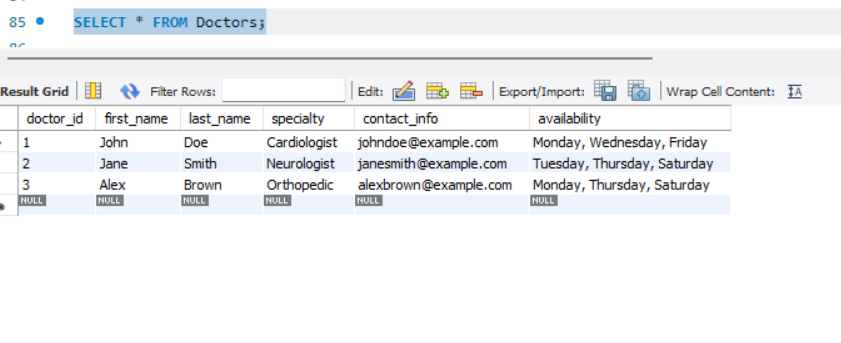 85 SELECT * FROM Doctors;
Result Grid Filter Rows: Edit: Export/Import: Wrap Cell Content: IA
doctor_id first_name last_name specialty contact_info availability
1 John Doe Cardiologist johndoe@example.com Monday, Wednesday, Friday
2 Jane Smith Neurologist janesmith@example.com Tuesday, Thursday, Saturday
3 Alex Brown Orthopedic alexbrown@example.com Monday, Thursday, Saturday
NULL NULL NULL NULL NULL NULL